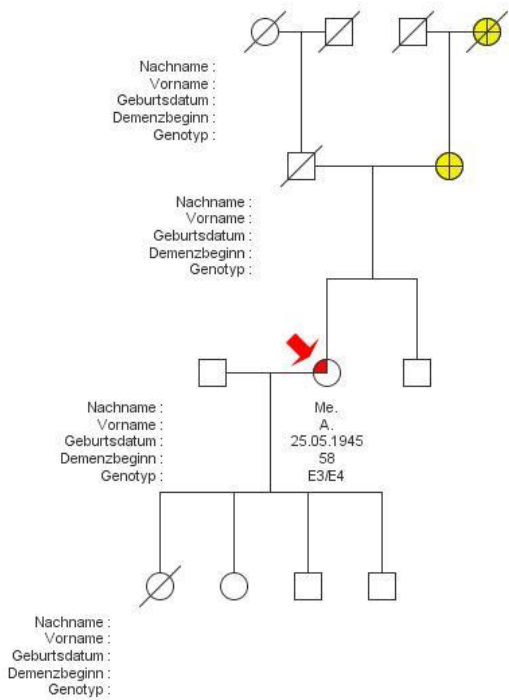 Nachname :
Vorname :
Geburtsdatum :
Demenzbeginn :
Genotyp :
Nachname :
Vorname :
Geburtsdatum :
Demenzbeginn :
Genotyp :
Nachname : Me.
Vorname : A.
Geburtsdatum : 25.05.1945
Demenzbeginn : 58
Genotyp : E3/E4
Nachname :
Vorname :
Geburtsdatum :
Demenzbeginn :
Genotyp :